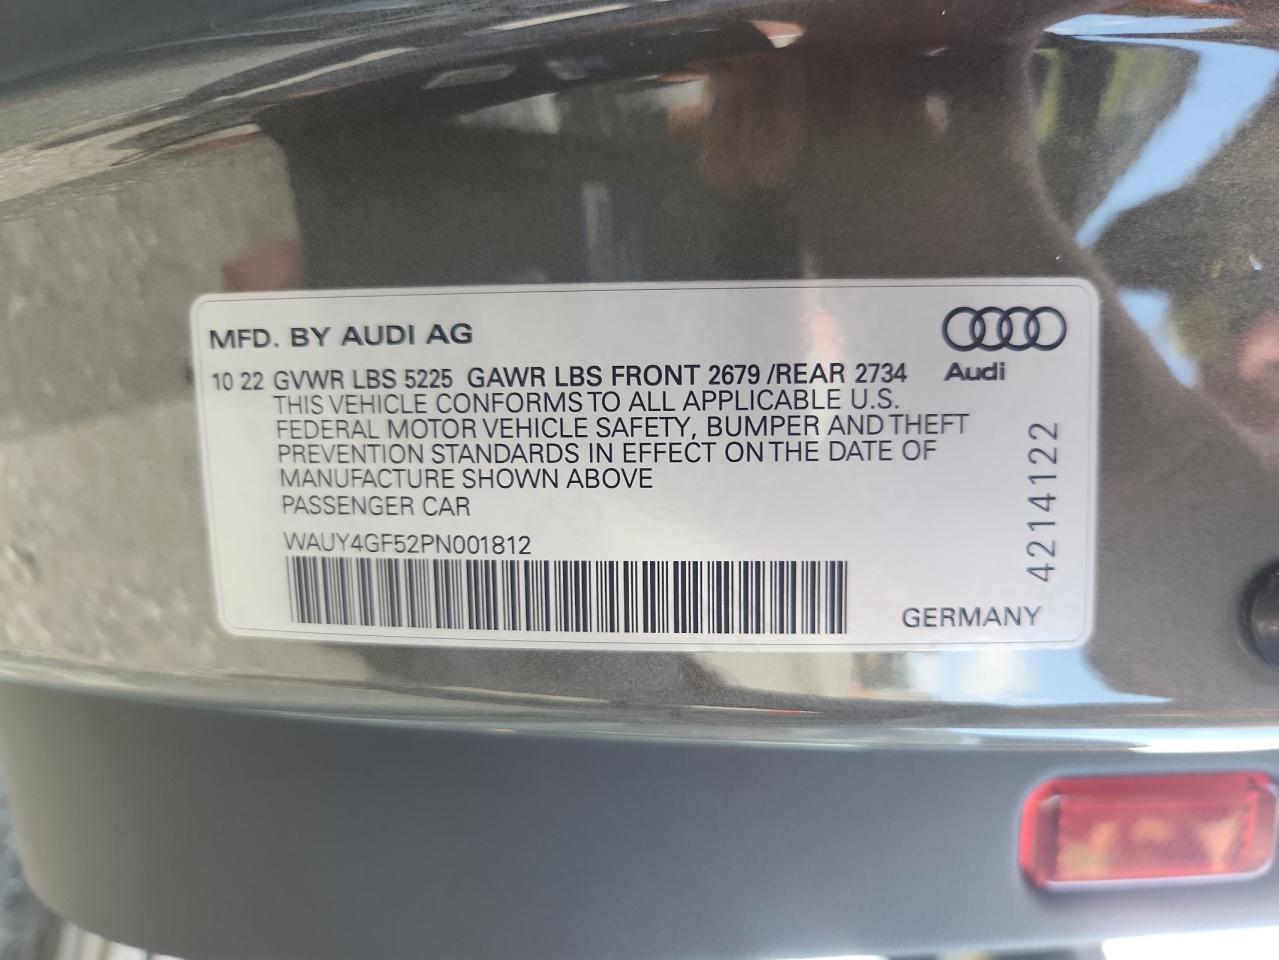 MFD. BY AUDI AG
10 22 GVWR LBS 5225 GAWR LBS FRONT 2679 /REAR 2734
THIS VEHICLE CONFORMS TO ALL APPLICABLE U.S.
FEDERAL MOTOR VEHICLE SAFETY, BUMPER AND THEFT
PREVENTION STANDARDS IN EFFECT ON THE DATE OF
MANUFACTURE SHOWN ABOVE
PASSENGER CAR
WAUY4GF52PN001812
Audi
4214122
GERMANY